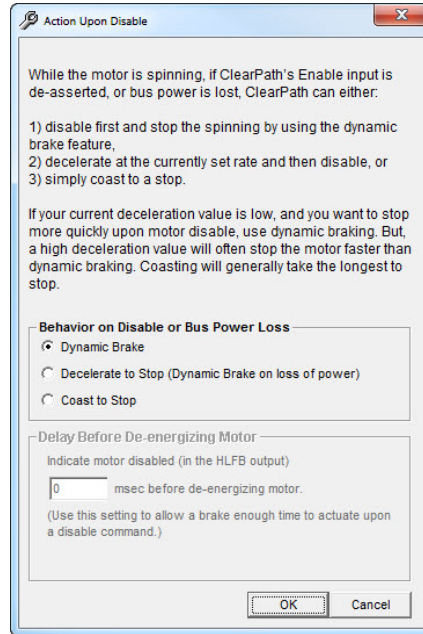 Action Upon Disable
While the motor is spinning, if ClearPath's Enable input is
de-asserted, or bus power is lost, ClearPath can either:
1) disable first and stop the spinning by using the dynamic
brake feature,
2) decelerate at the currently set rate and then disable, or
3) simply coast to a stop.
If your current deceleration value is low, and you want to stop
more quickly upon motor disable, use dynamic braking. But,
a high deceleration value will often stop the motor faster than
dynamic braking. Coasting will generally take the longest to
stop.
Behavior on Disable or Bus Power Loss
Dynamic Brake
Decelerate to Stop (Dynamic Brake on loss of power)
Coast to Stop
Delay Before De-energizing Motor
Indicate motor disabled (in the HLFB output)
0 msec before de-energizing motor.
(Use this setting to allow a brake enough time to actuate upon
a disable command.)
OK Cancel